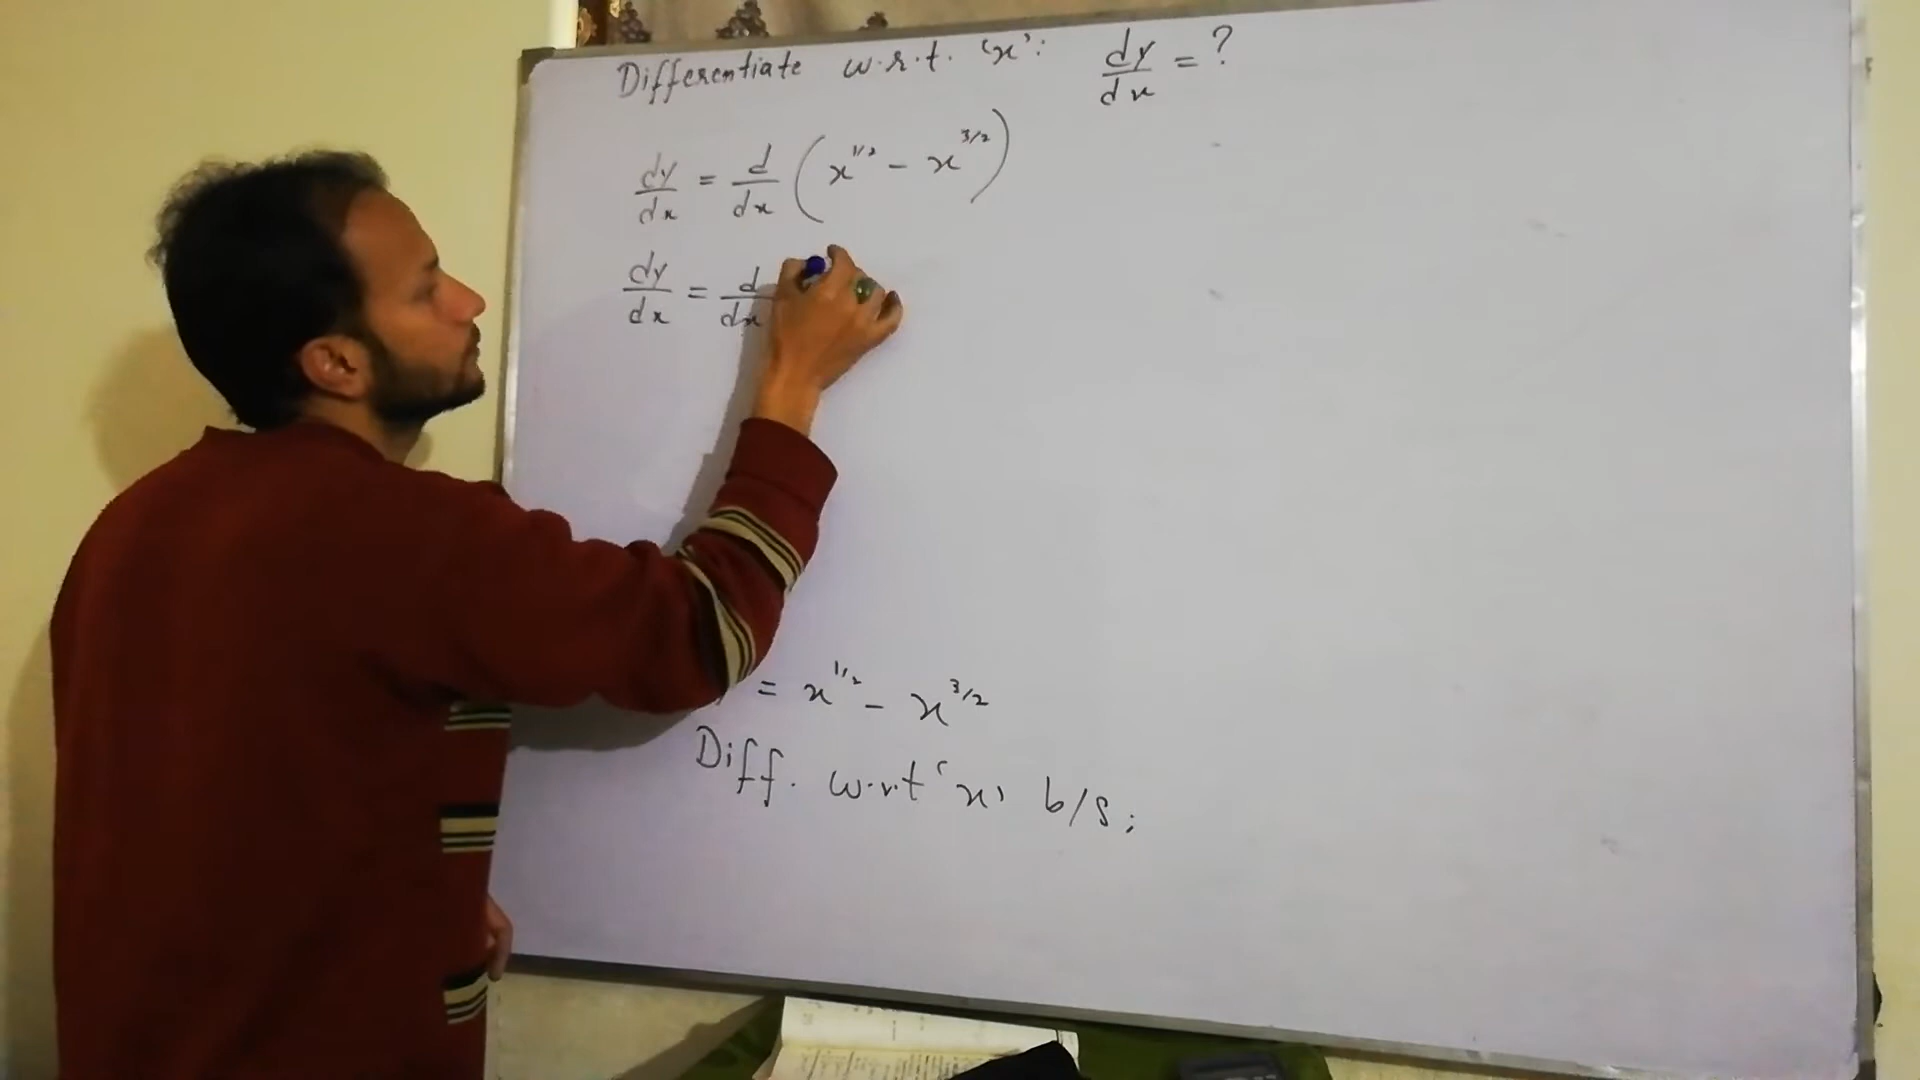 Differentiate w.r.t. 'x': dy/dx = ?
dy/dx = d/dx (x^1/2 - x^3/2)
dy/dx = d/dx
= x^1/2 - x^3/2
Diff. w.r.t 'x' b/s;